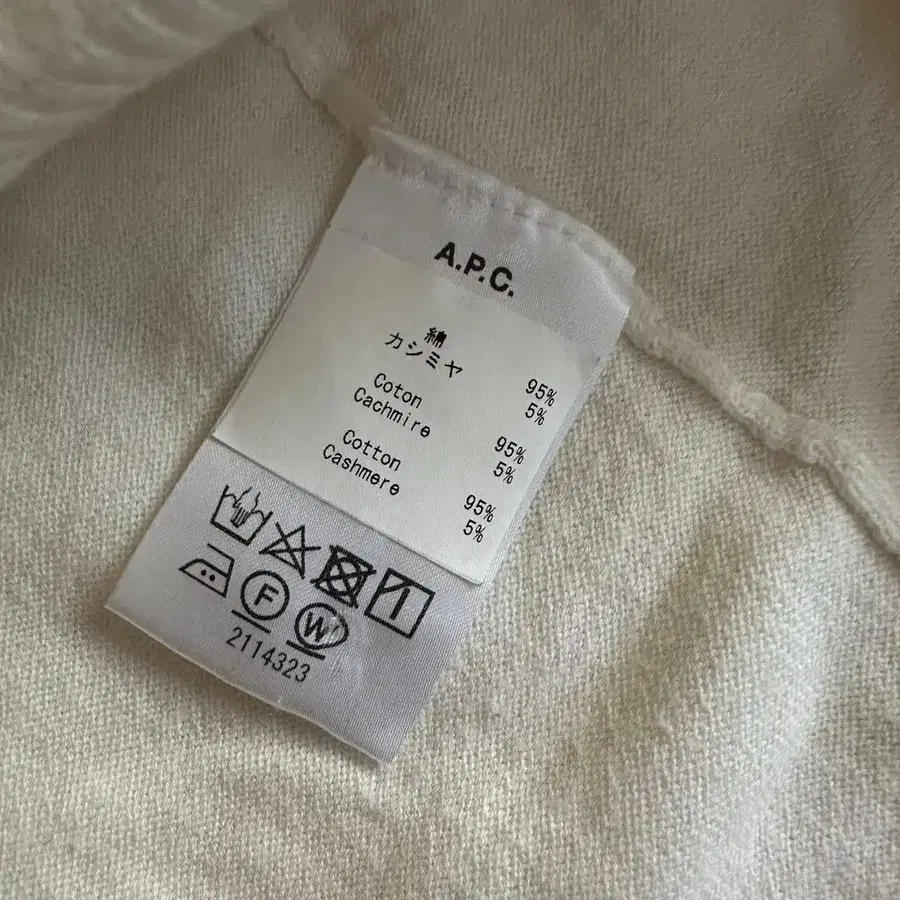 A.P.C.
綿 95%
カシミヤ 5%
Coton 95%
Cachmire 5%
Cotton 95%
Cashmere 5%
F W
2114323